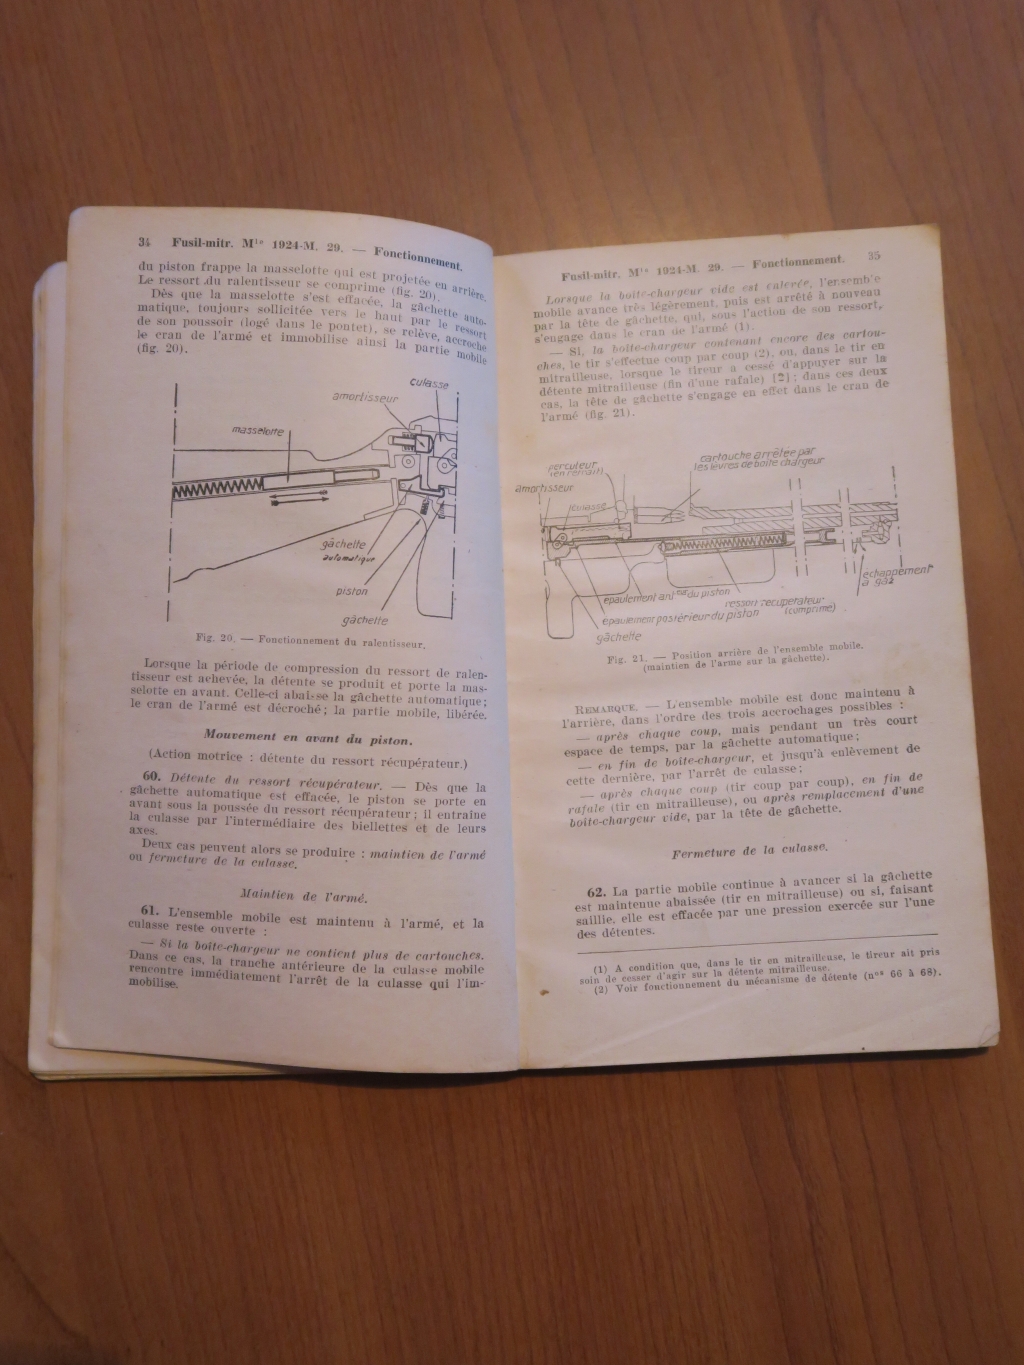 34 Fusil-mitr. Mle 1924-M. 29. — Fonctionnement.
du piston frappe la masselotte qui est projetée en arrière.
Le ressort du ralentisseur se comprime (fig. 20).
Dès que la masselotte s'est effacée, la gâchette auto-
matique, toujours sollicitée vers le haut par le ressort
de son poussoir (logé dans le pontet), se relève, accroche
le cran de l'armé et immobilise ainsi la partie mobile
(fig. 20).
culasse
amortisseur
masselotte
gâchette
automatique
piston
gâchette
Fig. 20. — Fonctionnement du ralentisseur.
Lorsque la période de compression du ressort de ralen-
tisseur est achevée, la détente se produit et porte la mas-
selotte en avant. Celle-ci abaisse la gâchette automatique;
le cran de l'armé est décroché; la partie mobile, libérée.
Mouvement en avant du piston.
(Action motrice : détente du ressort récupérateur.)
60. Détente du ressort récupérateur. — Dès que la
gâchette automatique est effacée, le piston se porte en
avant sous la poussée du ressort récupérateur; il entraîne
la culasse par l'intermédiaire des biellettes et de leurs
axes.
Deux cas peuvent alors se produire : maintien de l'armé
ou fermeture de la culasse.
Maintien de l'armé.
61. L'ensemble mobile est maintenu à l'armé, et la
culasse reste ouverte :
— Si la boîte-chargeur ne contient plus de cartouches.
Dans ce cas, la tranche antérieure de la culasse mobile
rencontre immédiatement l'arrêt de la culasse qui l'im-
mobilise.
Fusil-mitr. Mle 1924-M. 29. — Fonctionnement. 35
Lorsque la boîte-chargeur vide est enlevée, l'ensemble
mobile avance très légèrement, puis est arrêté à nouveau
par la tête de gâchette, qui, sous l'action de son ressort,
s'engage dans le cran de l'armé (1).
— Si, la boîte-chargeur contenant encore des cartou-
ches, le tir s'effectue coup par coup (2), ou, dans le tir en
mitrailleuse, lorsque le tireur a cessé d'appuyer sur la
détente mitrailleuse (fin d'une rafale) [2]; dans ces deux
cas, la tête de gâchette s'engage en effet dans le cran de
l'armé (fig. 21).
percuteur
(en retrait)
cartouche arrêtée par
les lèvres de boîte chargeur
amortisseur
culasse
échappement
à gaz
épaulement antér du piston
ressort récupérateur
(comprimé)
épaulement postérieur du piston
gâchette
Fig. 21. — Position arrière de l'ensemble mobile.
(maintien de l'arme sur la gâchette).
REMARQUE. — L'ensemble mobile est donc maintenu à
l'arrière, dans l'ordre des trois accrochages possibles :
— après chaque coup, mais pendant un très court
espace de temps, par la gâchette automatique;
— en fin de boîte-chargeur, et jusqu'à enlèvement de
cette dernière, par l'arrêt de culasse;
— après chaque coup (tir coup par coup), en fin de
rafale (tir en mitrailleuse), ou après remplacement d'une
boîte-chargeur vide, par la tête de gâchette.
Fermeture de la culasse.
62. La partie mobile continue à avancer si la gâchette
est maintenue abaissée (tir en mitrailleuse) ou si, faisant
saillie, elle est effacée par une pression exercée sur l'une
des détentes.
(1) A condition que, dans le tir en mitrailleuse, le tireur ait pris
soin de cesser d'agir sur la détente mitrailleuse.
(2) Voir fonctionnement du mécanisme de détente (nos 66 à 68).